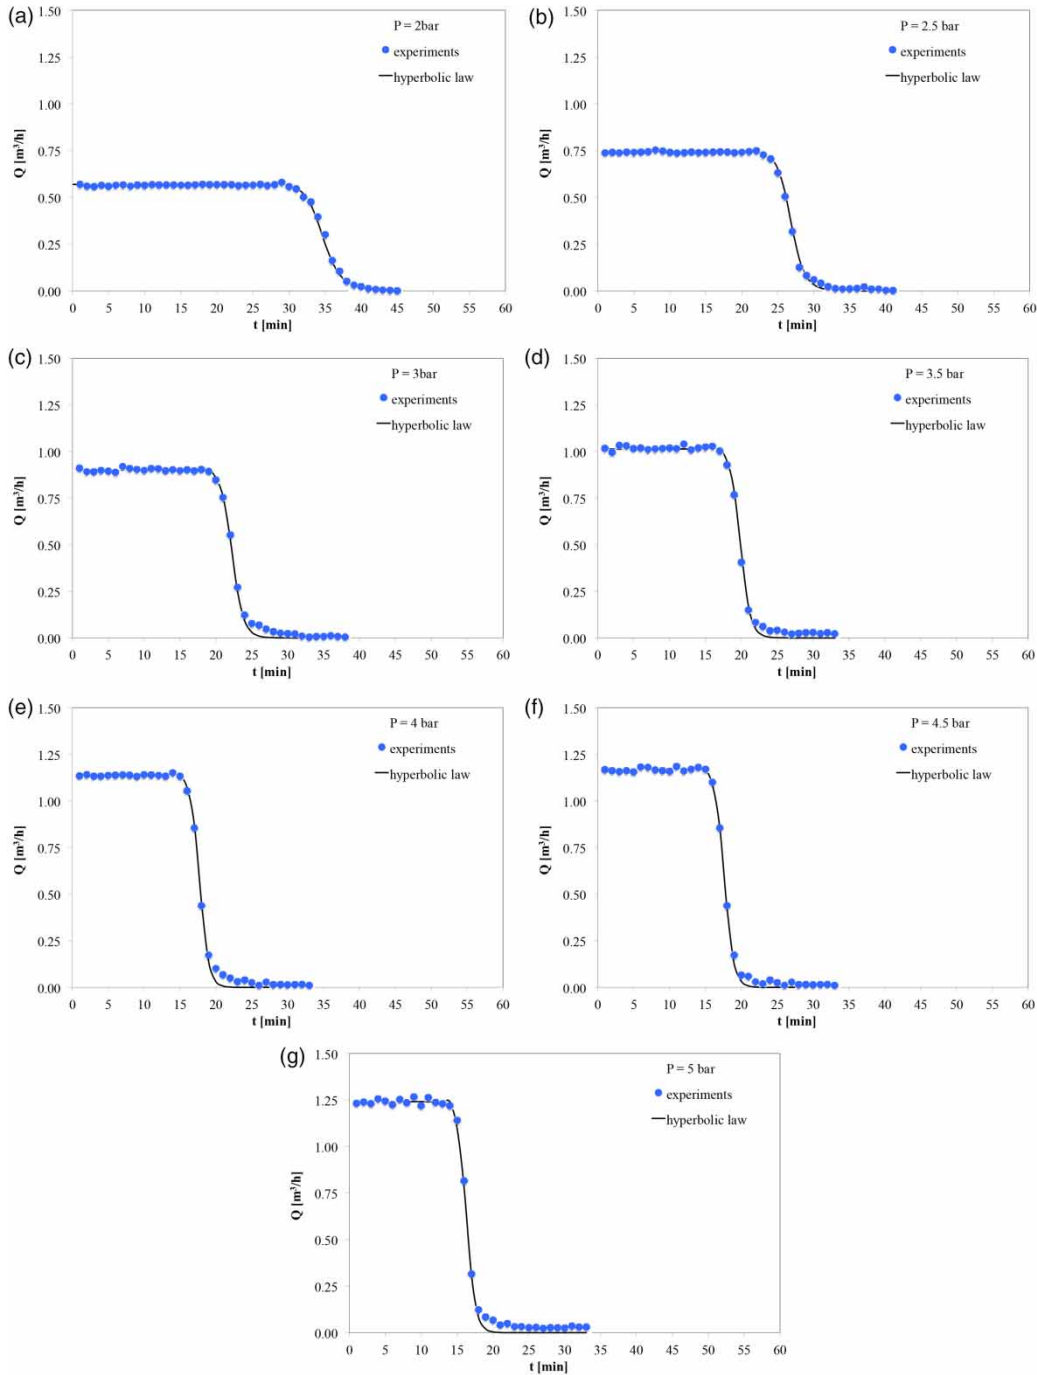 (a)
1.50
P = 2bar
experiments
hyperbolic law
1.25
1.00
Q [m³/h]
0.75
0.50
0.25
0.00
0 5 10 15 20 25 30 35 40 45 50 55 60
t [min]
(b)
1.50
P = 2.5 bar
experiments
hyperbolic law
1.25
1.00
Q [m³/h]
0.75
0.50
0.25
0.00
0 5 10 15 20 25 30 35 40 45 50 55 60
t [min]
(c)
1.50
P = 3bar
experiments
hyperbolic law
1.25
1.00
Q [m³/h]
0.75
0.50
0.25
0.00
0 5 10 15 20 25 30 35 40 45 50 55 60
t [min]
(d)
1.50
P = 3.5 bar
experiments
hyperbolic law
1.25
1.00
Q [m³/h]
0.75
0.50
0.25
0.00
0 5 10 15 20 25 30 35 40 45 50 55 60
t [min]
(e)
1.50
P = 4 bar
experiments
hyperbolic law
1.25
1.00
Q [m³/h]
0.75
0.50
0.25
0.00
0 5 10 15 20 25 30 35 40 45 50 55 60
t [min]
(f)
1.50
P = 4.5 bar
experiments
hyperbolic law
1.25
1.00
Q [m³/h]
0.75
0.50
0.25
0.00
0 5 10 15 20 25 30 35 40 45 50 55 60
t [min]
(g)
1.50
P = 5 bar
experiments
hyperbolic law
1.25
1.00
Q [m³/h]
0.75
0.50
0.25
0.00
0 5 10 15 20 25 30 35 40 45 50 55 60
t [min]